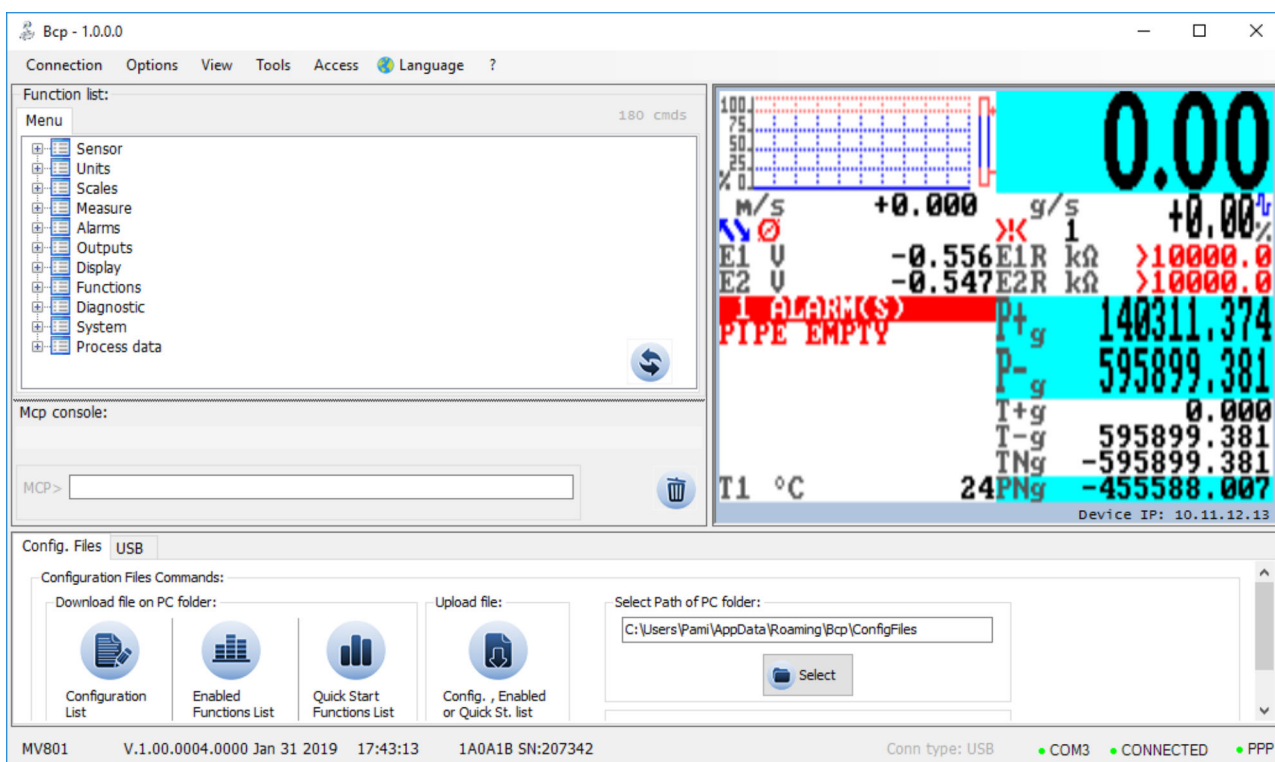 Bcp - 1.0.0.0
Connection Options View Tools Access Language ?
Function list:
Menu
180 cmds
Sensor
Units
Scales
Measure
Alarms
Outputs
Display
Functions
Diagnostic
System
Process data
Mcp console:
MCP>
100
75
50
25
% 0
0.00
m/s +0.000 g/s +0.00%
1
E1 V -0.556 E1R kΩ >10000.0
E2 V -0.547 E2R kΩ >10000.0
1 ALARM(S)
PIPE EMPTY
P+g 140311.374
P-g 595899.381
T+g 0.000
T-g 595899.381
TNg -595899.381
T1 °C 24 PNg -455588.007
Device IP: 10.11.12.13
Config. Files USB
Configuration Files Commands:
Download file on PC folder:
Configuration List
Enabled Functions List
Quick Start Functions List
Upload file:
Config. , Enabled or Quick St. list
Select Path of PC folder:
C:\Users\Pami\AppData\Roaming\Bcp\ConfigFiles
Select
MV801 V.1.00.0004.0000 Jan 31 2019 17:43:13 1A0A1B SN:207342 Conn type: USB COM3 CONNECTED PPP